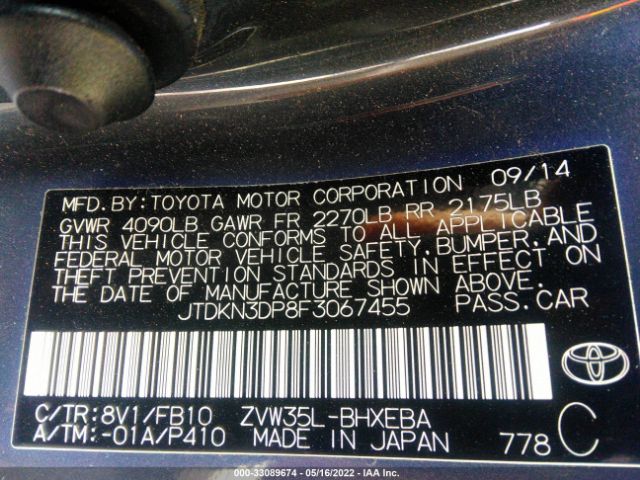 MFD.BY:TOYOTA MOTOR CORPORATION 09/14
GVWR 4090LB GAWR FR 2270LB RR 2175LB
THIS VEHICLE CONFORMS TO ALL APPLICABLE
FEDERAL MOTOR VEHICLE SAFETY,BUMPER,AND
THEFT PREVENTION STANDARDS IN EFFECT ON
THE DATE OF MANUFACTURE SHOWN ABOVE.
JTDKN3DP8F3067455 PASS.CAR
C/TR:8V1/FB10 ZVW35L-BHXEBA
A/TM:-01A/P410 MADE IN JAPAN 778 C
000-33089674 - 05/16/2022 - IAA Inc.